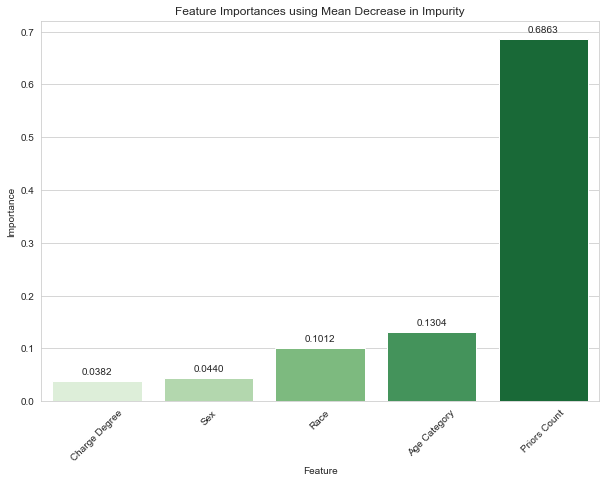 Feature Importances using Mean Decrease in Impurity
Importance
0.7
0.6
0.5
0.4
0.3
0.2
0.1
0.0
0.0382
0.0440
0.1012
0.1304
0.6863
Charge Degree
Sex
Race
Age Category
Priors Count
Feature